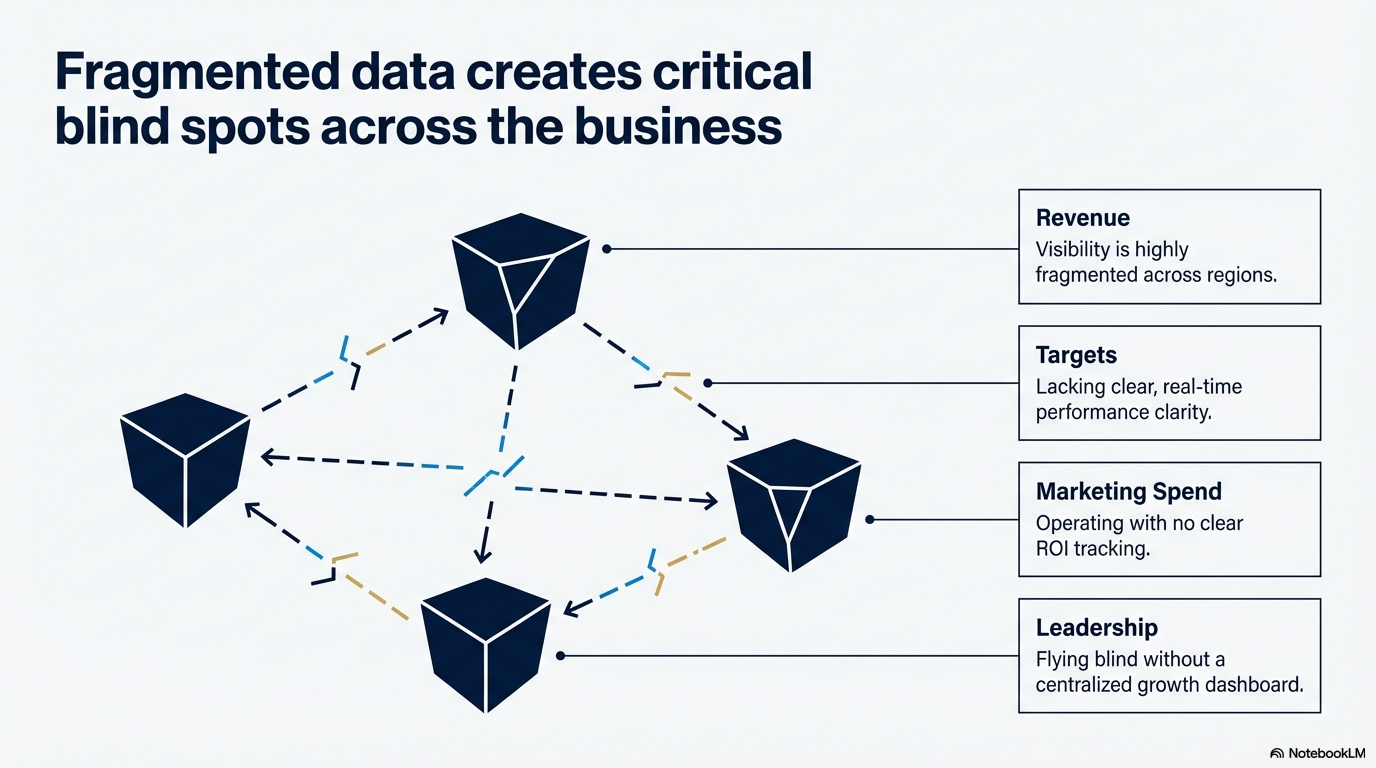 Fragmented data creates critical
blind spots across the business
Revenue
Visibility is highly
fragmented across regions.
Targets
Lacking clear, real-time
performance clarity.
Marketing Spend
Operating with no clear
ROI tracking.
Leadership
Flying blind without a
centralized growth dashboard.
NotebookLM